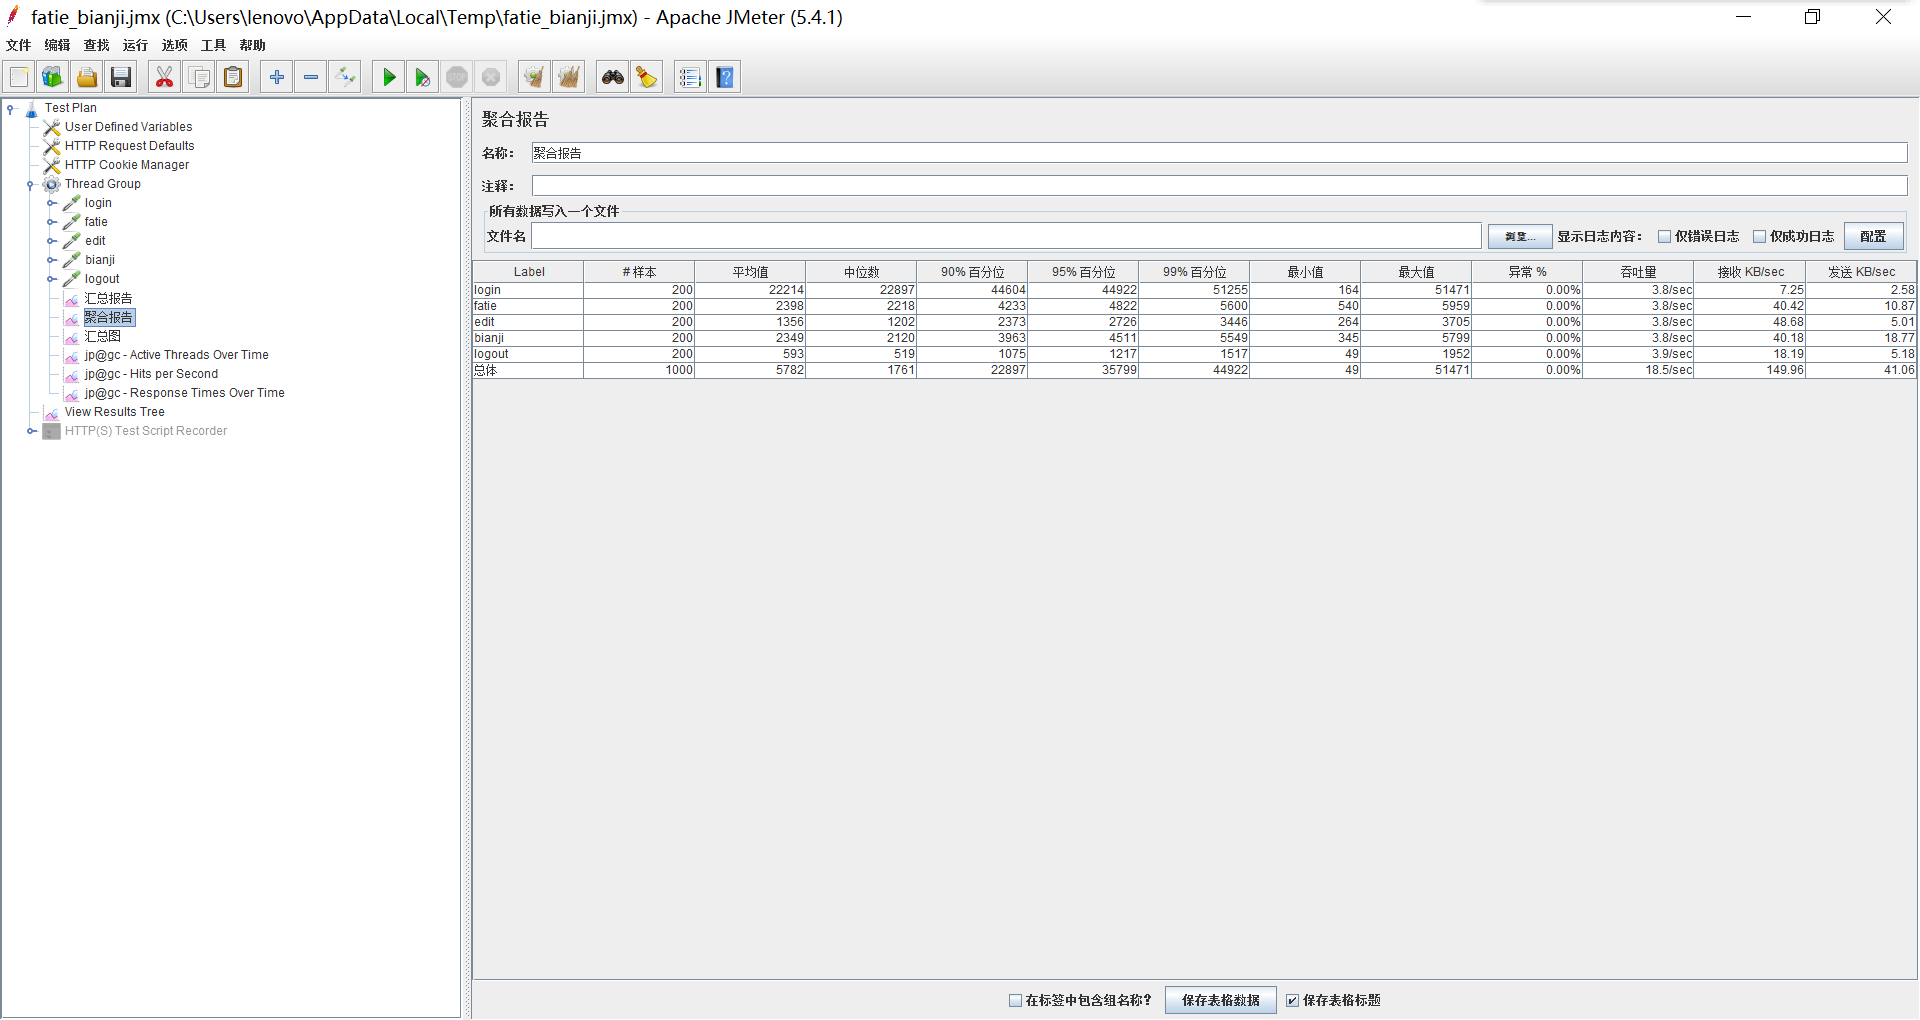 fatie_bianji.jmx (C:\Users\lenovo\AppData\Local\Temp\fatie_bianji.jmx) - Apache JMeter (5.4.1)
文件 编辑 查找 运行 选项 工具 帮助
STOP
Test Plan
User Defined Variables
HTTP Request Defaults
HTTP Cookie Manager
Thread Group
login
fatie
edit
bianji
logout
汇总报告
聚合报告
汇总图
jp@gc - Active Threads Over Time
jp@gc - Hits per Second
jp@gc - Response Times Over Time
View Results Tree
HTTP(S) Test Script Recorder
聚合报告
名称： 聚合报告
注释：
所有数据写入一个文件
文件名 浏览... 显示日志内容： 仅错误日志 仅成功日志 配置
Label # 样本 平均值 中位数 90% 百分位 95% 百分位 99% 百分位 最小值 最大值 异常 % 吞吐量 接收 KB/sec 发送 KB/sec
login 200 22214 22897 44604 44922 51255 164 51471 0.00% 3.8/sec 7.25 2.58
fatie 200 2398 2218 4233 4822 5600 540 5959 0.00% 3.8/sec 40.42 10.87
edit 200 1356 1202 2373 2726 3446 264 3705 0.00% 3.8/sec 48.68 5.01
bianji 200 2349 2120 3963 4511 5549 345 5799 0.00% 3.8/sec 40.18 18.77
logout 200 593 519 1075 1217 1517 49 1952 0.00% 3.9/sec 18.19 5.18
总体 1000 5782 1761 22897 35799 44922 49 51471 0.00% 18.5/sec 149.96 41.06
在标签中包含组名称？ 保存表格数据 保存表格标题